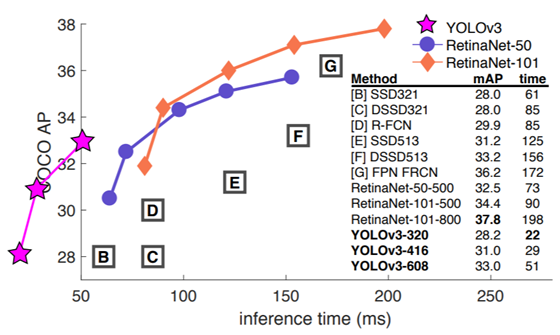 38
36
34
32
30
28
COCO AP
50
100
150
200
250
inference time (ms)
B
C
D
E
F
G
YOLOv3
RetinaNet-50
RetinaNet-101
Method mAP time
[B] SSD321 28.0 61
[C] DSSD321 28.0 85
[D] R-FCN 29.9 85
[E] SSD513 31.2 125
[F] DSSD513 33.2 156
[G] FPN FRCN 36.2 172
RetinaNet-50-500 32.5 73
RetinaNet-101-500 34.4 90
RetinaNet-101-800 37.8 198
YOLOv3-320 28.2 22
YOLOv3-416 31.0 29
YOLOv3-608 33.0 51